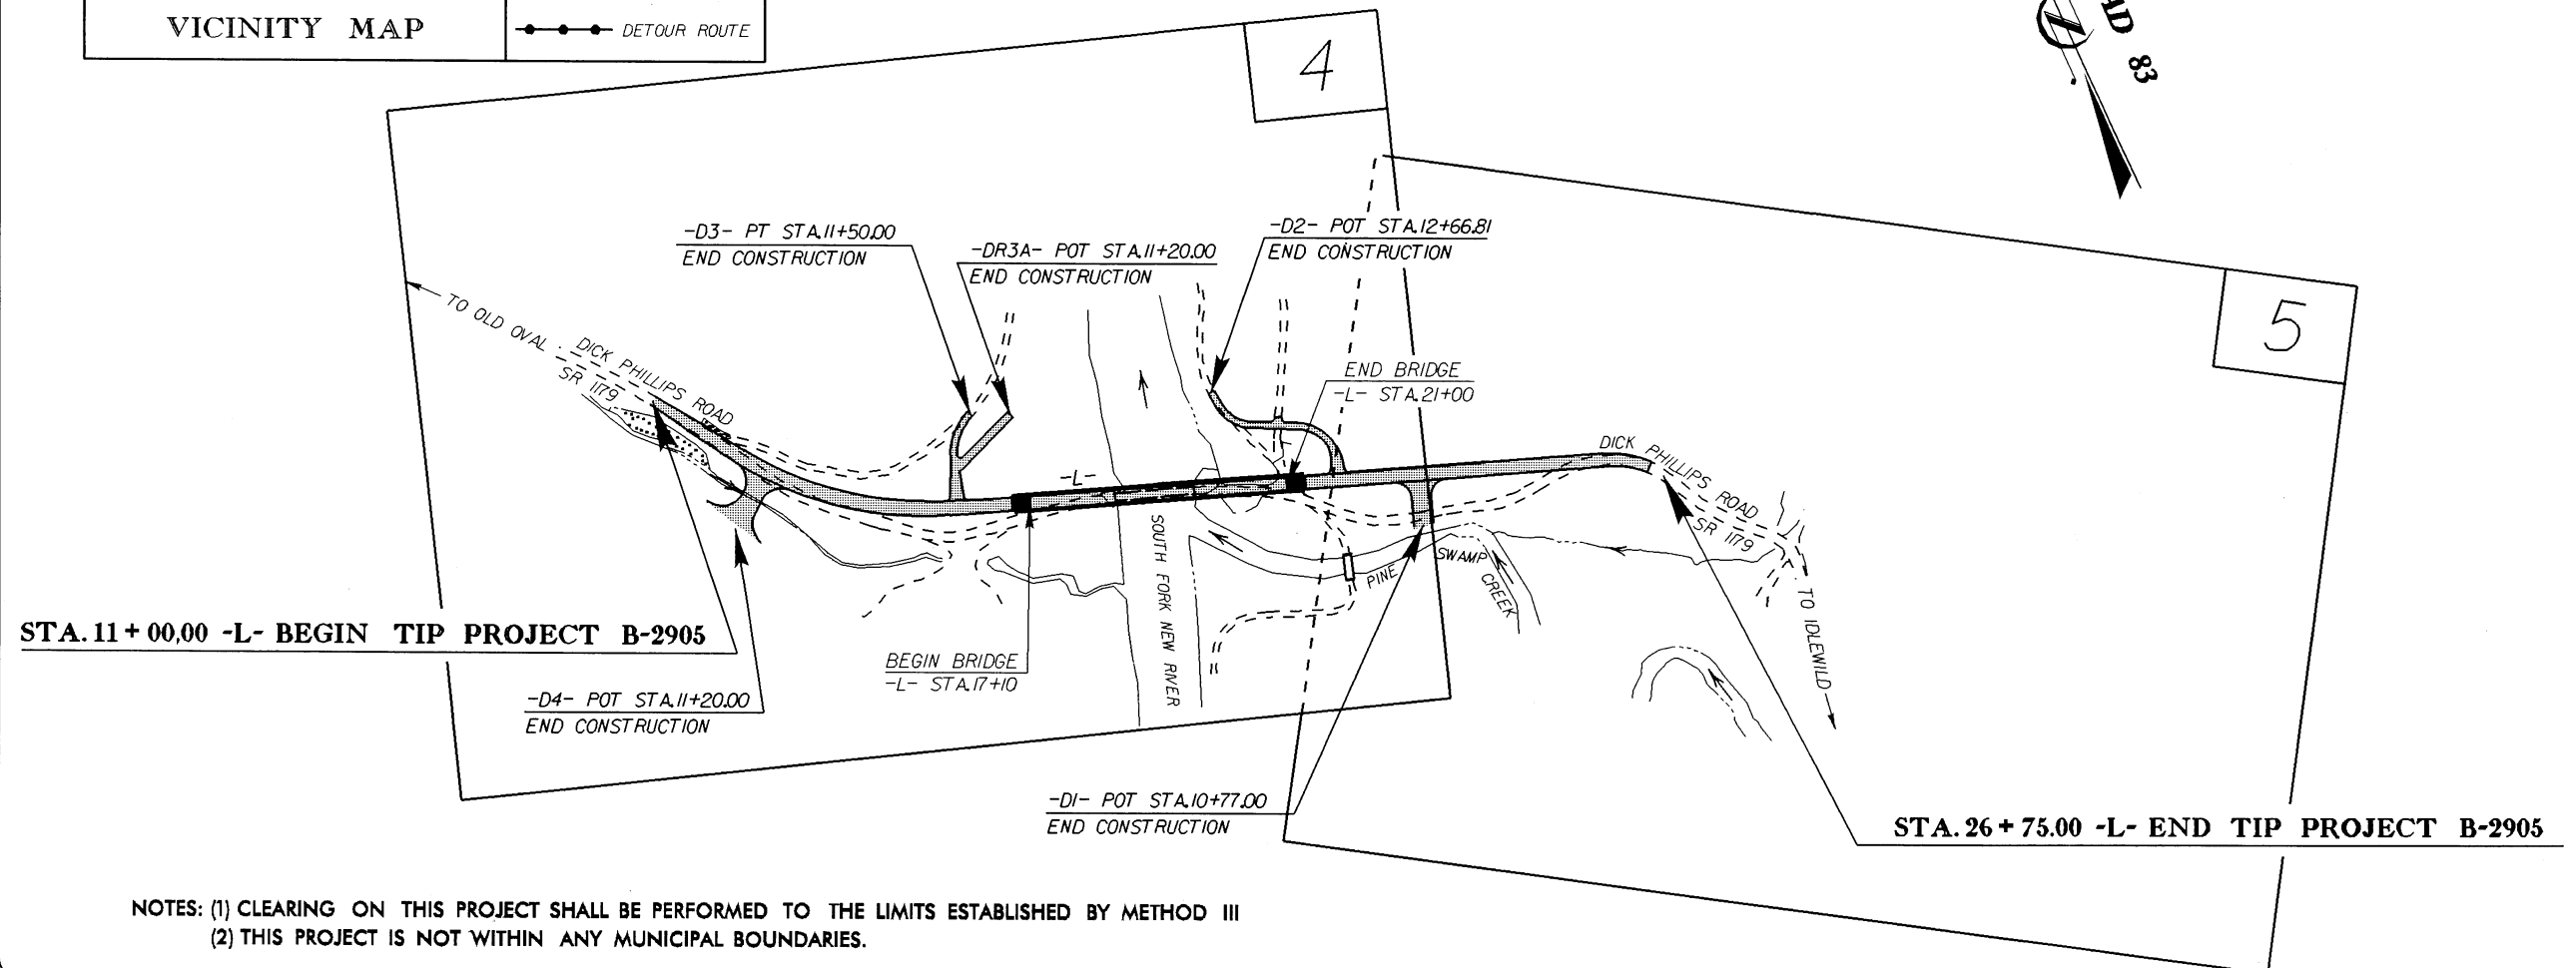 VICINITY MAP
DETOUR ROUTE
AD 83
4
5
-D3- PT STA.11+50.00
END CONSTRUCTION
-DR3A- POT STA.11+20.00
END CONSTRUCTION
-D2- POT STA.12+66.81
END CONSTRUCTION
TO OLD OVAL
DICK PHILLIPS ROAD
SR 1179
END BRIDGE
-L- STA.21+00
-L-
DICK PHILLIPS ROAD
SR 1179
SOUTH FORK NEW RIVER
PINE SWAMP CREEK
TO IDLEWILD
STA. 11+00,00 -L- BEGIN TIP PROJECT B-2905
BEGIN BRIDGE
-L- STA.17+10
-D4- POT STA.11+20.00
END CONSTRUCTION
-D1- POT STA.10+77.00
END CONSTRUCTION
STA. 26+75.00 -L- END TIP PROJECT B-2905
NOTES: (1) CLEARING ON THIS PROJECT SHALL BE PERFORMED TO THE LIMITS ESTABLISHED BY METHOD III
(2) THIS PROJECT IS NOT WITHIN ANY MUNICIPAL BOUNDARIES.